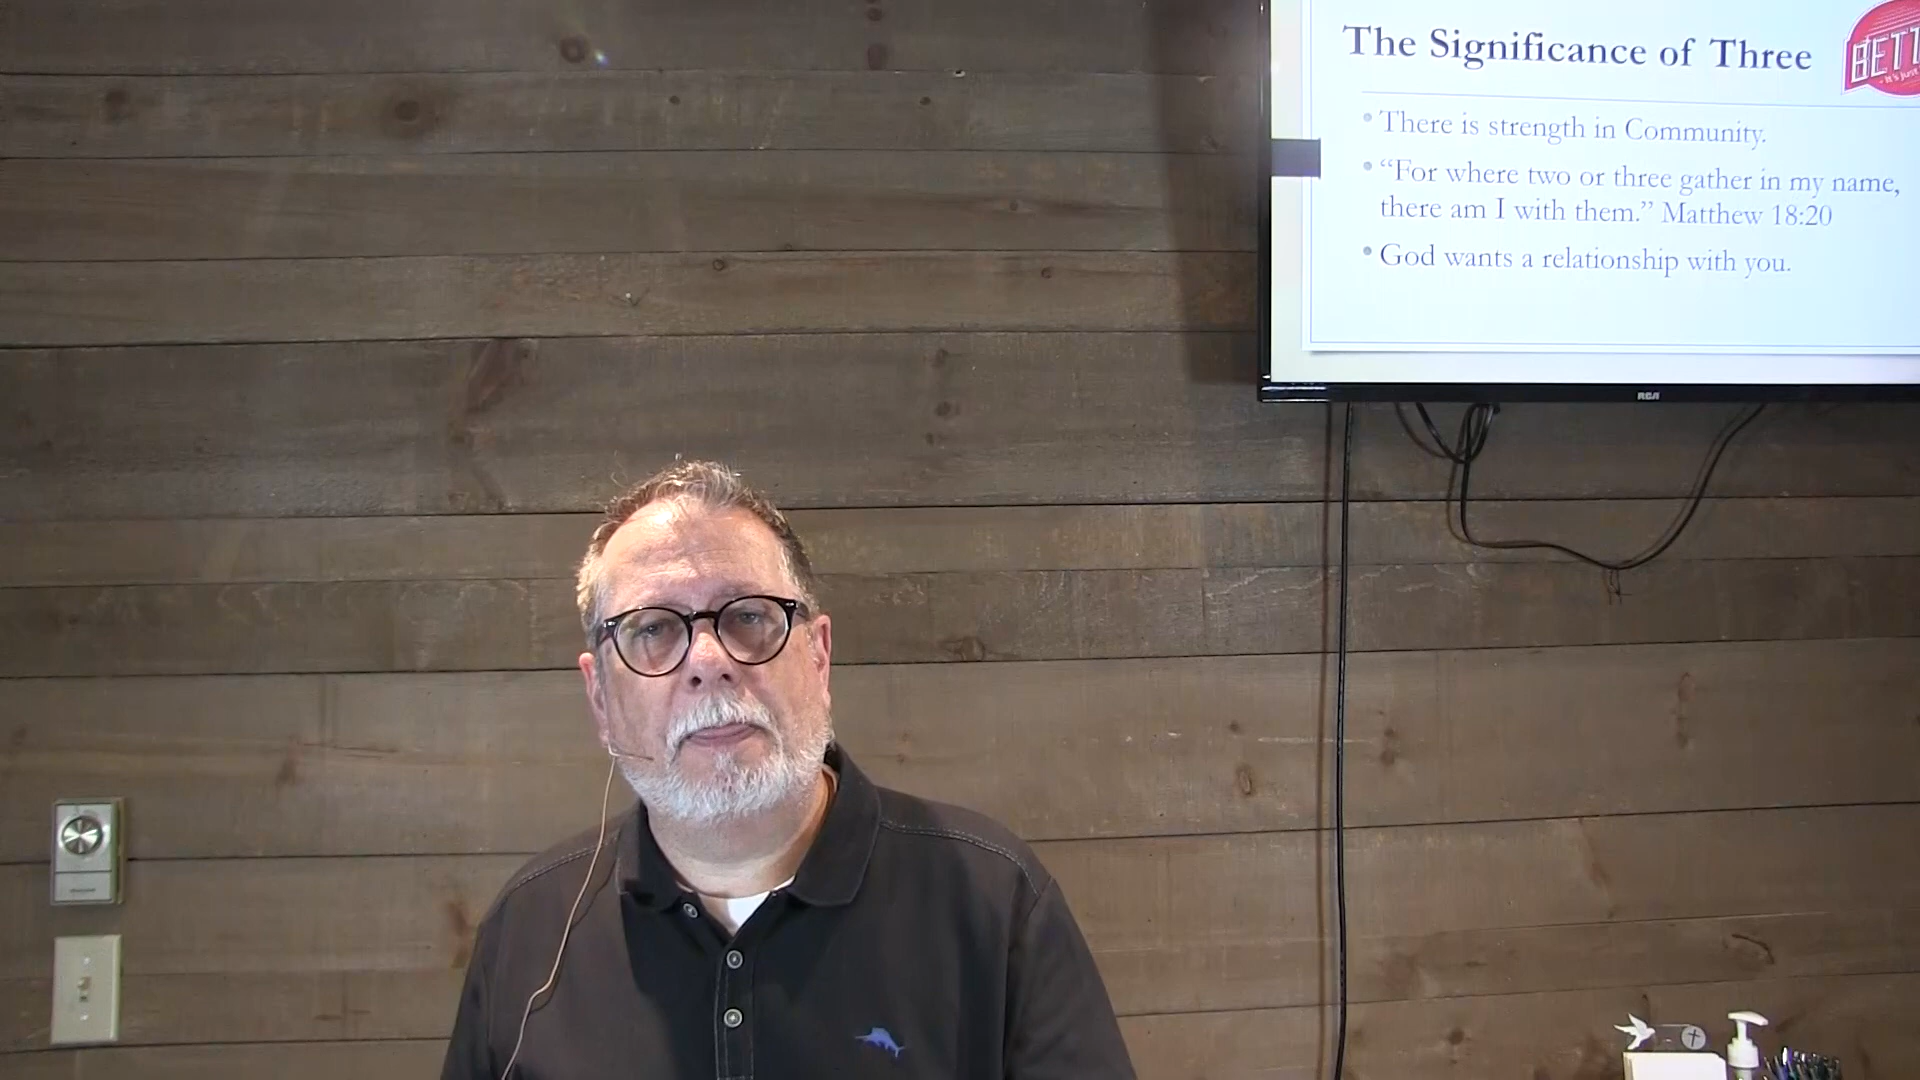 The Significance of Three
BETT
• There is strength in Community.
• “For where two or three gather in my name,
there am I with them.” Matthew 18:20
• God wants a relationship with you.
RCA